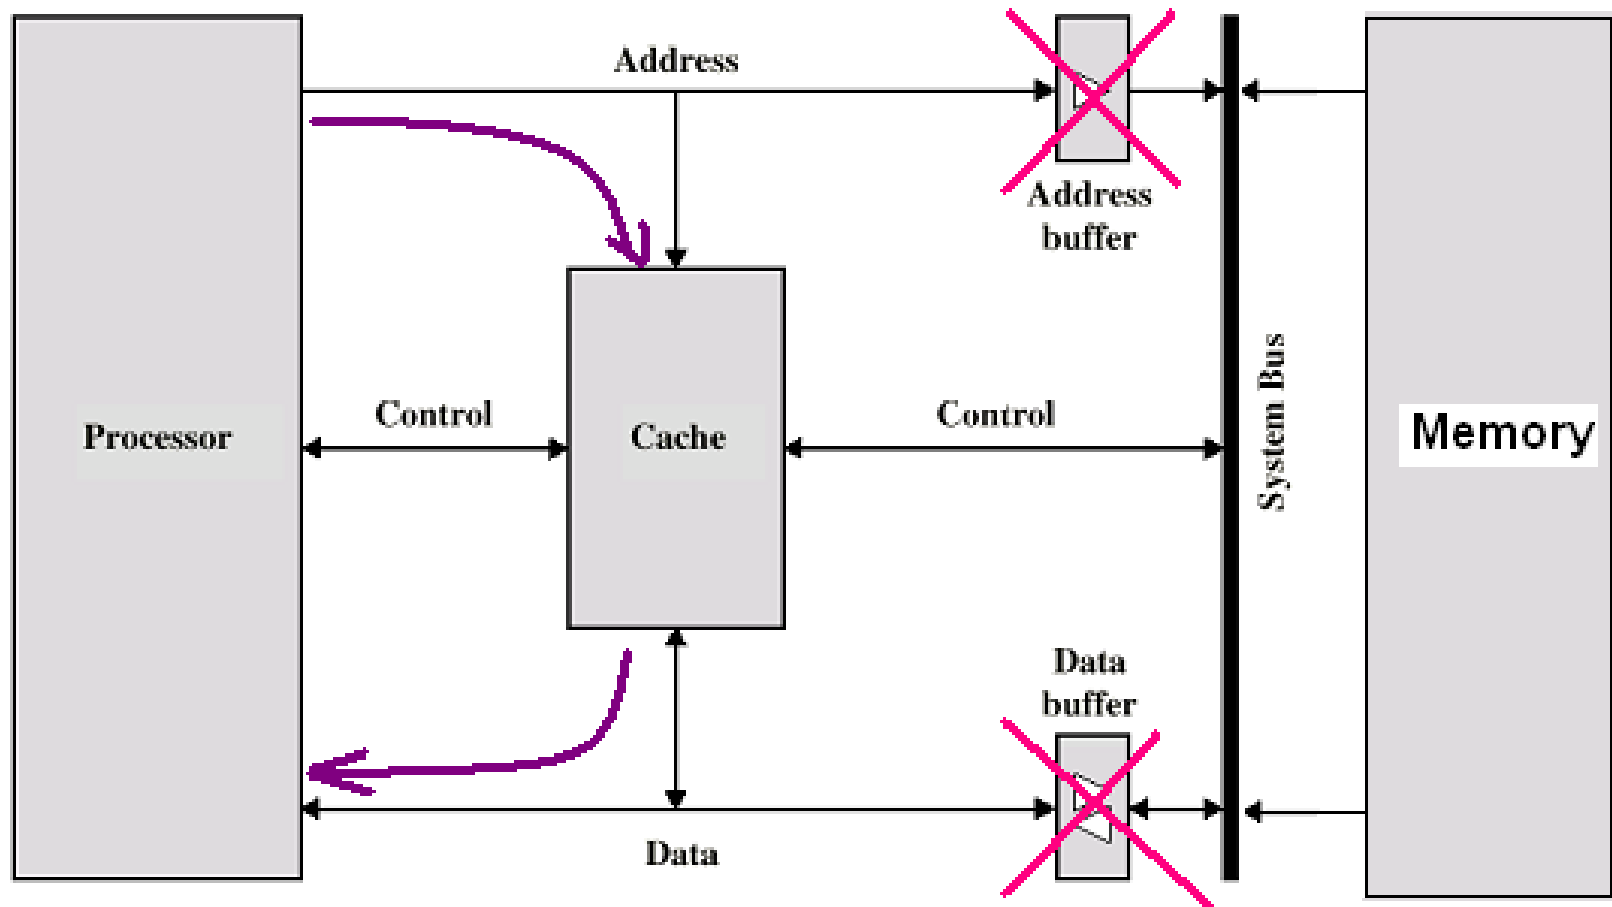 Address
Address
buffer
Control
Control
Processor
Cache
System Bus
Memory
Data
buffer
Data